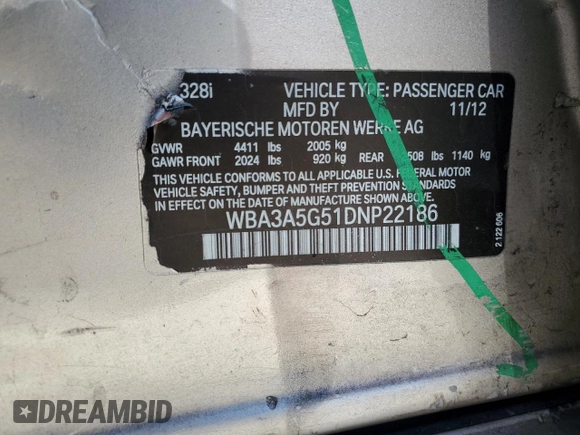 328i VEHICLE TYPE: PASSENGER CAR
MFD BY 11/12
BAYERISCHE MOTOREN WERKE AG
GVWR 4411 lbs 2005 kg
GAWR FRONT 2024 lbs 920 kg REAR 508 lbs 1140 kg
THIS VEHICLE CONFORMS TO ALL APPLICABLE U.S. FEDERAL MOTOR
VEHICLE SAFETY, BUMPER AND THEFT PREVENTION STANDARDS
IN EFFECT ON THE DATE OF MANUFACTURE SHOWN ABOVE.
WBA3A5G51DNP22186
2.122 606
DREAMBID